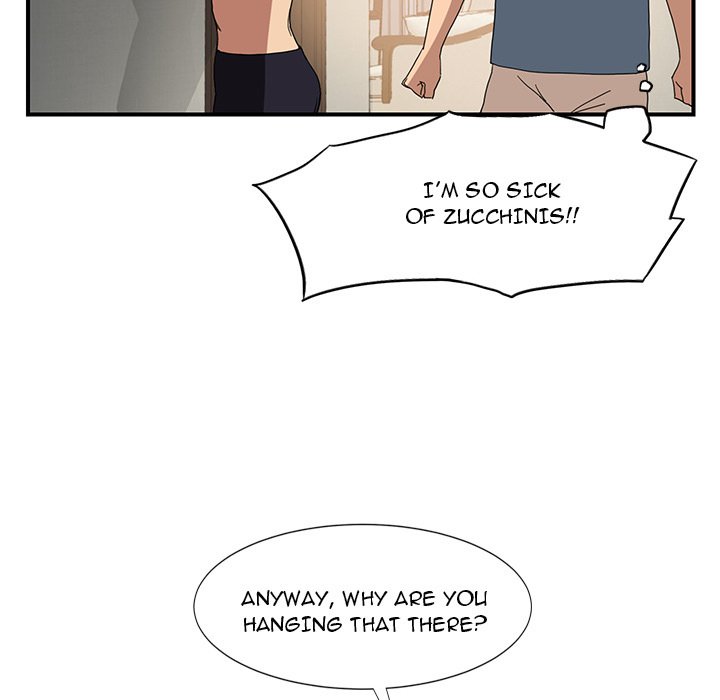 I'M SO SICK
OF ZUCCHINIS!!
ANYWAY, WHY ARE YOU
HANGING THAT THERE?